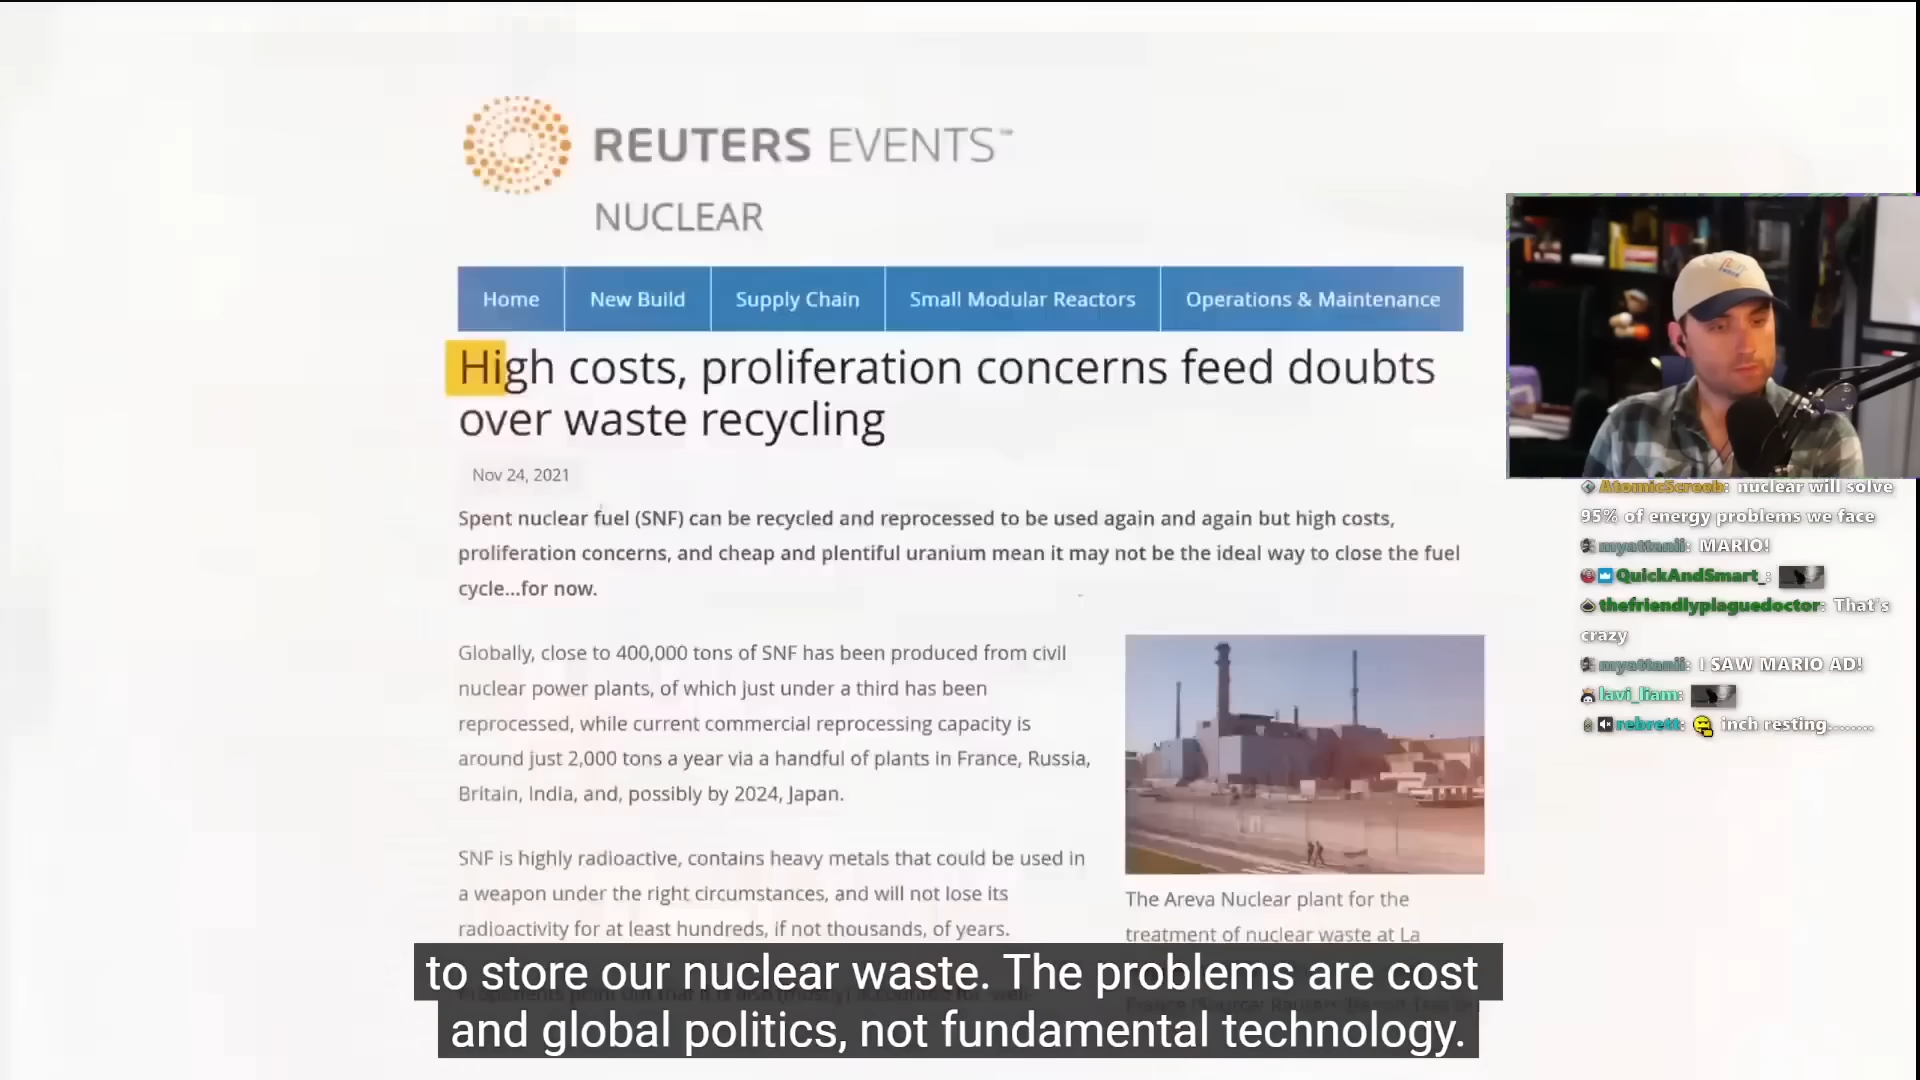 REUTERS EVENTS™
NUCLEAR
Home New Build Supply Chain Small Modular Reactors Operations & Maintenance
High costs, proliferation concerns feed doubts
over waste recycling
Nov 24, 2021
Spent nuclear fuel (SNF) can be recycled and reprocessed to be used again and again but high costs,
proliferation concerns, and cheap and plentiful uranium mean it may not be the ideal way to close the fuel
cycle...for now.
Globally, close to 400,000 tons of SNF has been produced from civil
nuclear power plants, of which just under a third has been
reprocessed, while current commercial reprocessing capacity is
around just 2,000 tons a year via a handful of plants in France, Russia,
Britain, India, and, possibly by 2024, Japan.
SNF is highly radioactive, contains heavy metals that could be used in
a weapon under the right circumstances, and will not lose its
radioactivity for at least hundreds, if not thousands, of years.
The Areva Nuclear plant for the
treatment of nuclear waste at La
AtomicScreeb: nuclear will solve
95% of energy problems we face
myattanii: MARIO!
QuickAndSmart_:
thefriendlyplaguedoctor: That's
crazy
myattanii: I SAW MARIO AD!
lavi_liam:
rebrett: inch resting........
to store our nuclear waste. The problems are cost
and global politics, not fundamental technology.